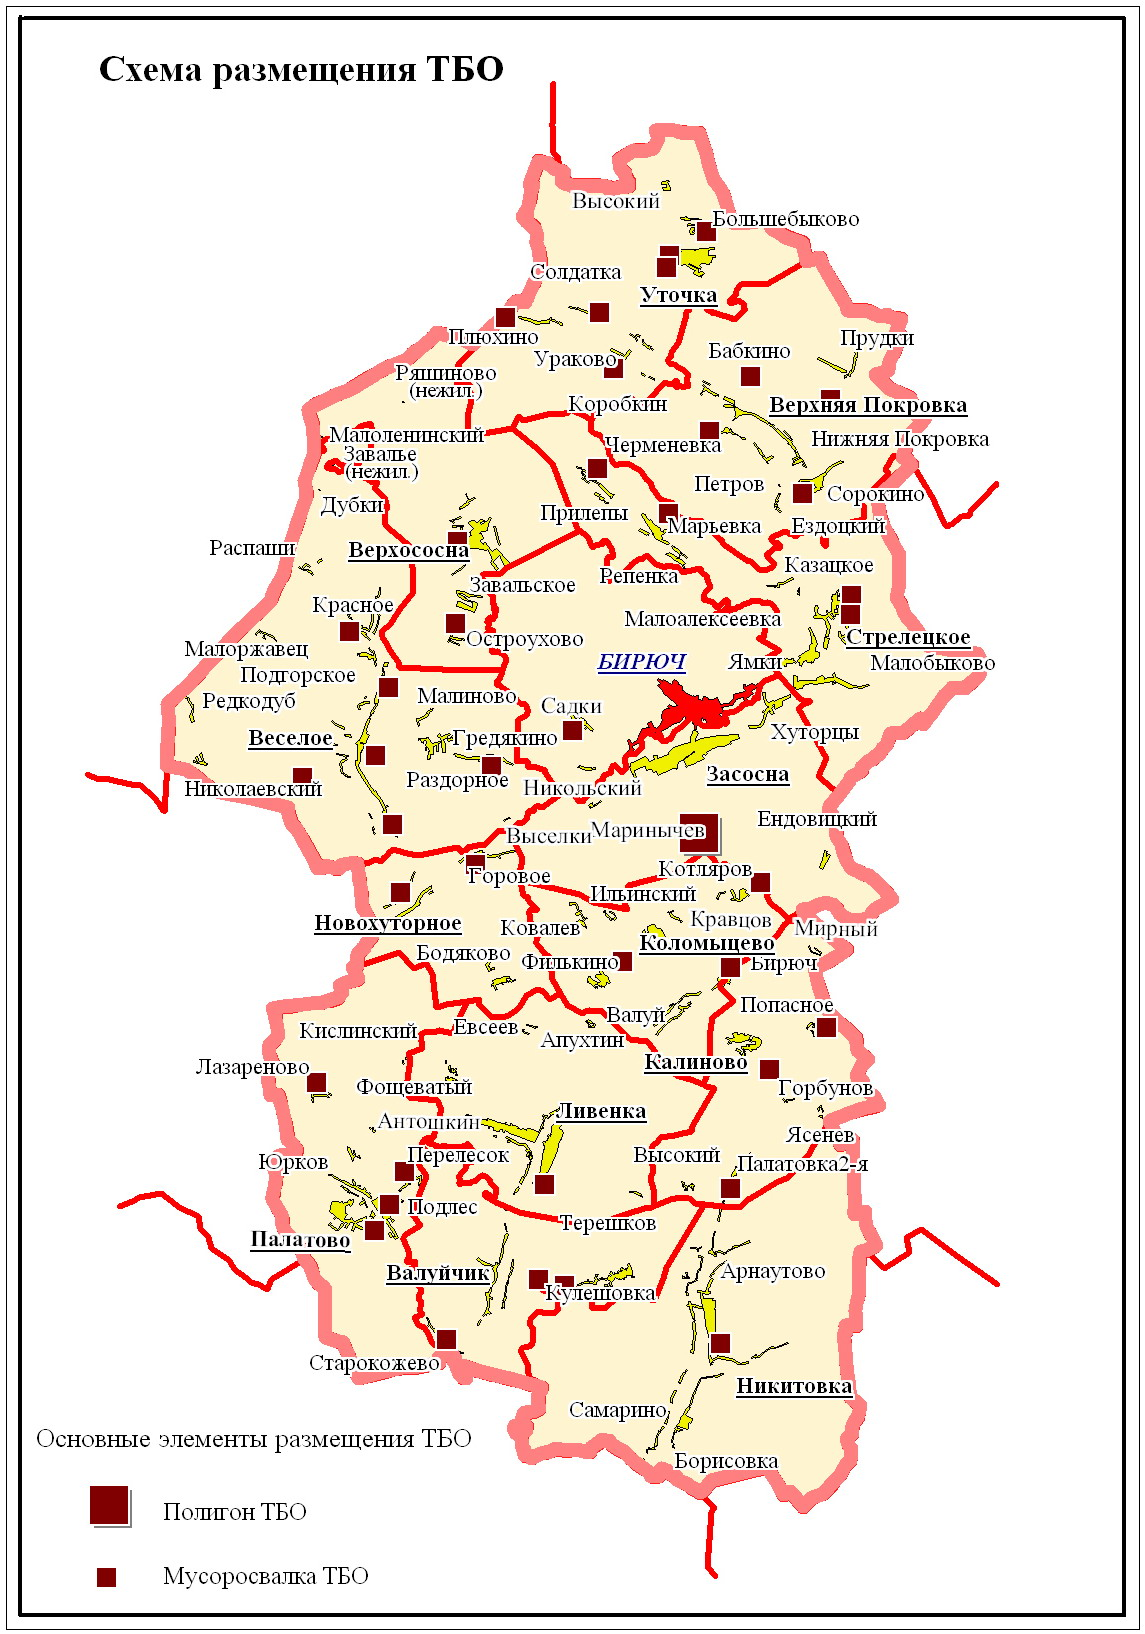 Схема размещения ТБО
Высокий
Большебыково
Солдатка
Уточка
Плюхино
Прудки
Бабкино
Ураково
Ряшиново
(нежил.)
Коробкин
Верхняя Покровка
Малоленинский
Нижняя Покровка
Черменевка
Завалье
(нежил.)
Петров
Сорокино
Дубки
Прилепы
Марьевка
Ездоцкий
Распаши
Верхососна
Казацкое
Репенка
Завальское
Красное
Малоалексеевка
Стрелецкое
Остроухово
Малоржавец
БИРЮЧ
Ямки
Малобыково
Подгорское
Малиново
Редкодуб
Садки
Хуторцы
Веселое
Гредякино
Засосна
Раздорное
Николаевский
Никольский
Ендовицкий
Выселки
Маринычев
Котляров
Горовое
Ильинский
Новохуторное
Кравцов
Ковалев
Мирный
Коломыцево
Бодяково
Филькино
Бирюч
Попасное
Валуй
Кислинский
Евсеев
Апухтин
Калиново
Лазареново
Фощеватый
Горбунов
Ливенка
Антошкин
Ясенев
Перелесок
Высокий
Палатовка2-я
Юрков
Подлес
Терешков
Палатово
Валуйчик
Арнаутово
Кулешовка
Старокожево
Никитовка
Самарино
Борисовка
Основные элементы размещения ТБО
Полигон ТБО
Мусоросвалка ТБО